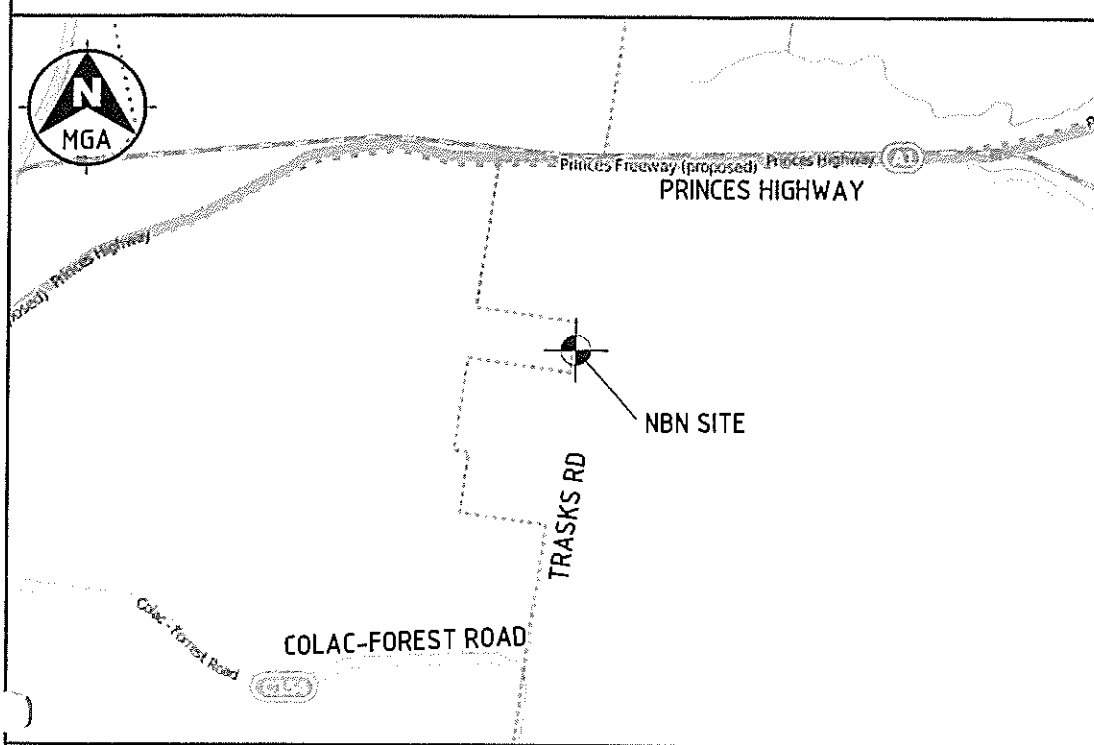 N
MGA
Princes Freeway (proposed) Princes Highway
PRINCES HIGHWAY
Princes Highway
NBN SITE
TRASKS RD
Colac - Forrest Road
COLAC-FOREST ROAD